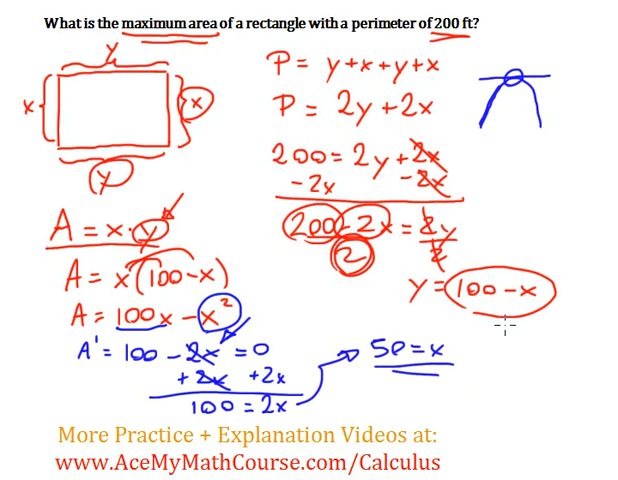 What is the maximum area of a rectangle with a perimeter of 200 ft?
y
x
x
y
P = y+x+y+x
P = 2y+2x
200 = 2y+2x
-2x -2x
200-2x = 2y
2 2
y = 100-x
A = x·y
A = x(100-x)
A = 100x-x²
A' = 100-2x = 0
+2x +2x
100 = 2x
50 = x
More Practice + Explanation Videos at:
www.AceMyMathCourse.com/Calculus